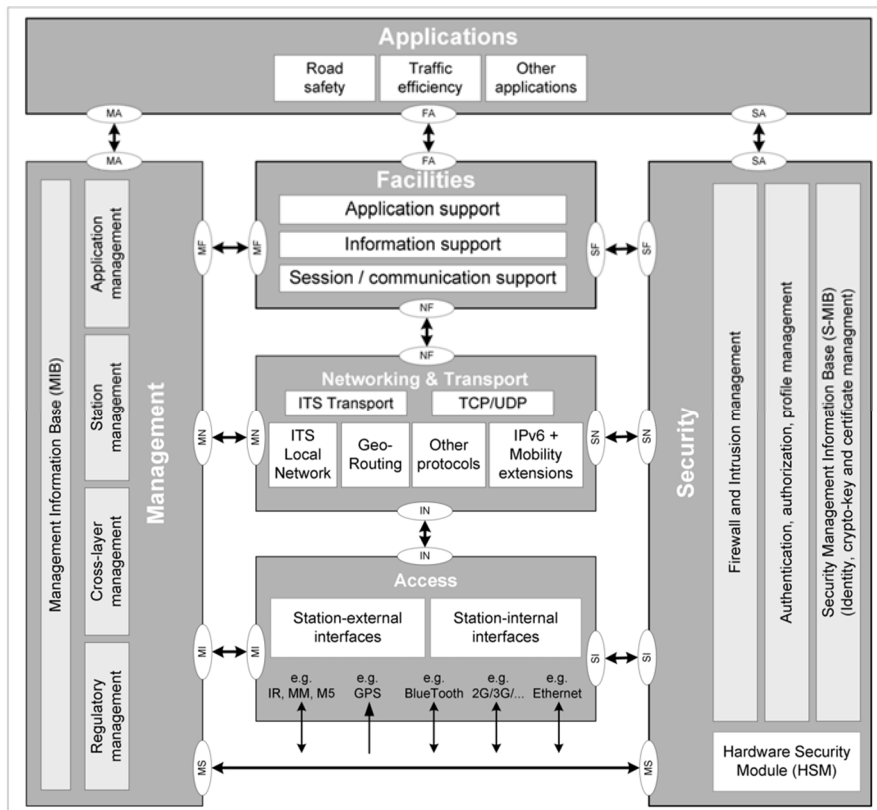 Applications
Road
safety
Traffic
efficiency
Other
applications
MA
FA
SA
MA
FA
SA
Management Information Base (MIB)
Application
management
Station
management
Cross-layer
management
Regulatory
management
Management
MF
MF
MN
MN
MI
MI
MS
Facilities
Application support
Information support
Session / communication support
NF
NF
Networking & Transport
ITS Transport
TCP/UDP
ITS
Local
Network
Geo-
Routing
Other
protocols
IPv6 +
Mobility
extensions
IN
IN
Access
Station-external
interfaces
Station-internal
interfaces
e.g.
IR, MM, M5
e.g.
GPS
e.g.
BlueTooth
e.g.
2G/3G/...
e.g.
Ethernet
SF
SF
SN
SN
SI
SI
MS
Security
Firewall and Intrusion management
Authentication, authorization, profile management
Security Management Information Base (S-MIB)
(Identity, crypto-key and certificate managment)
Hardware Security
Module (HSM)